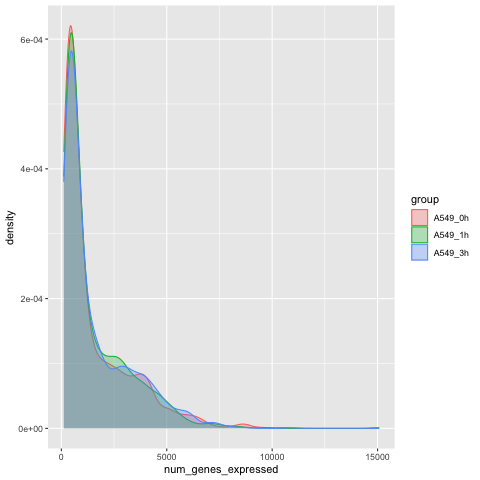 6e-04
4e-04
2e-04
0e+00
density
0
5000
10000
15000
num_genes_expressed
group
A549_0h
A549_1h
A549_3h